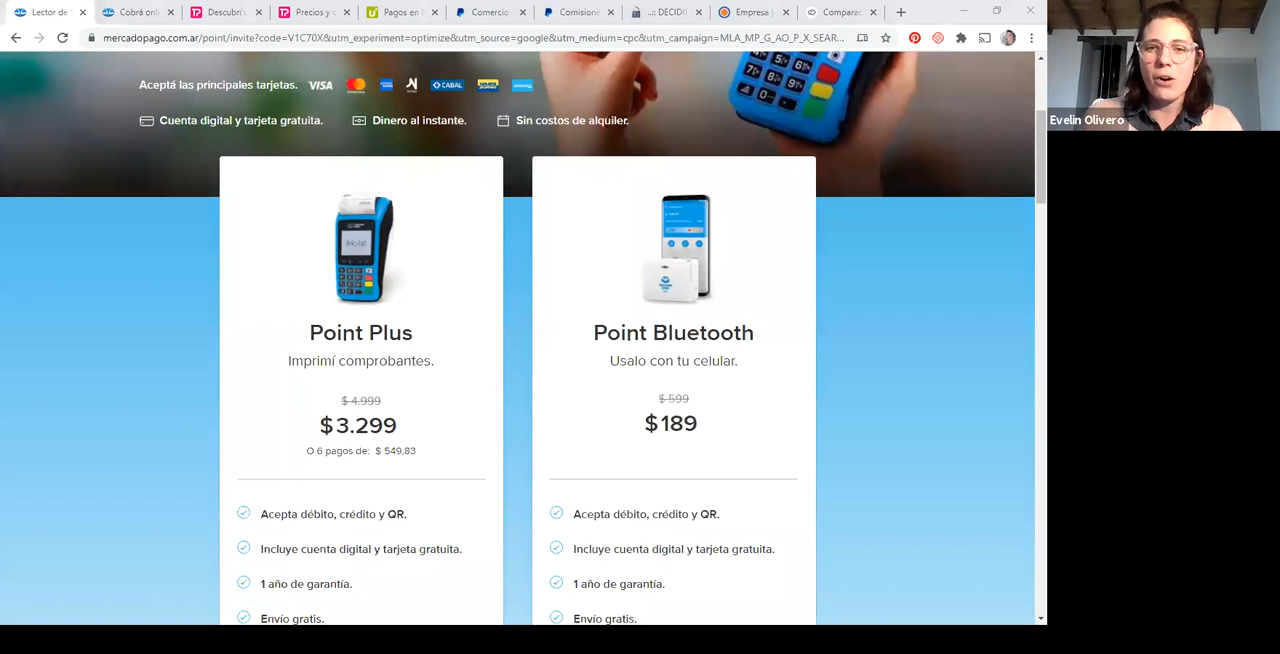 Lector de
Cobrá onl
Descubrí
Precios y c
Pagos en
Comercio
Comisione
..:: DECIDI
Empresa |
Comparac
mercadopago.com.ar/point/invite?code=V1C70X&utm_experiment=optimize&utm_source=google&utm_medium=cpc&utm_campaign=MLA_MP_G_AO_P_X_SEAR...
Aceptá las principales tarjetas. VISA CABAL
Cuenta digital y tarjeta gratuita. Dinero al instante. Sin costos de alquiler.
Evelin Olivero
¡Hola!
Point Plus
Imprimí comprobantes.
$ 4.999
$ 3.299
O 6 pagos de: $ 549,83
Acepta débito, crédito y QR.
Incluye cuenta digital y tarjeta gratuita.
1 año de garantía.
Envío gratis.
Point Bluetooth
Usalo con tu celular.
$ 599
$ 189
Acepta débito, crédito y QR.
Incluye cuenta digital y tarjeta gratuita.
1 año de garantía.
Envío gratis.